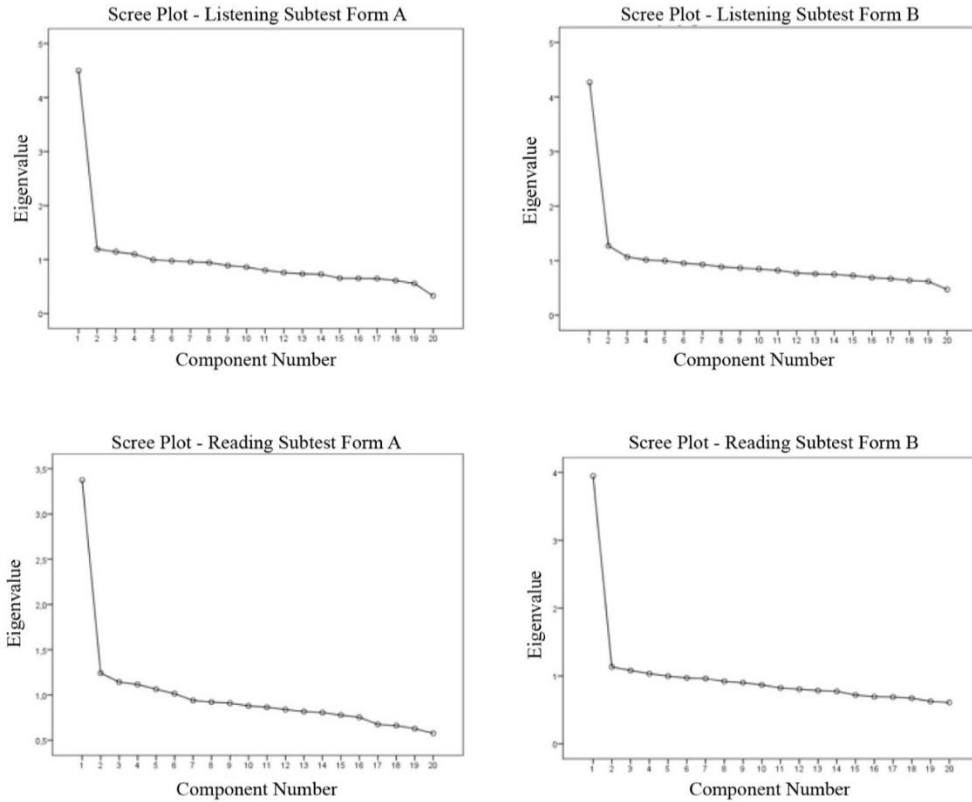 Scree Plot - Listening Subtest Form A
5
4
3
2
1
0
Eigenvalue
1 2 3 4 5 6 7 8 9 10 11 12 13 14 15 16 17 18 19 20
Component Number
Scree Plot - Listening Subtest Form B
5
4
3
2
1
0
Eigenvalue
1 2 3 4 5 6 7 8 9 10 11 12 13 14 15 16 17 18 19 20
Component Number
Scree Plot - Reading Subtest Form A
3,5
3,0
2,5
2,0
1,5
1,0
0,5
Eigenvalue
1 2 3 4 5 6 7 8 9 10 11 12 13 14 15 16 17 18 19 20
Component Number
Scree Plot - Reading Subtest Form B
4
3
2
1
0
Eigenvalue
1 2 3 4 5 6 7 8 9 10 11 12 13 14 15 16 17 18 19 20
Component Number